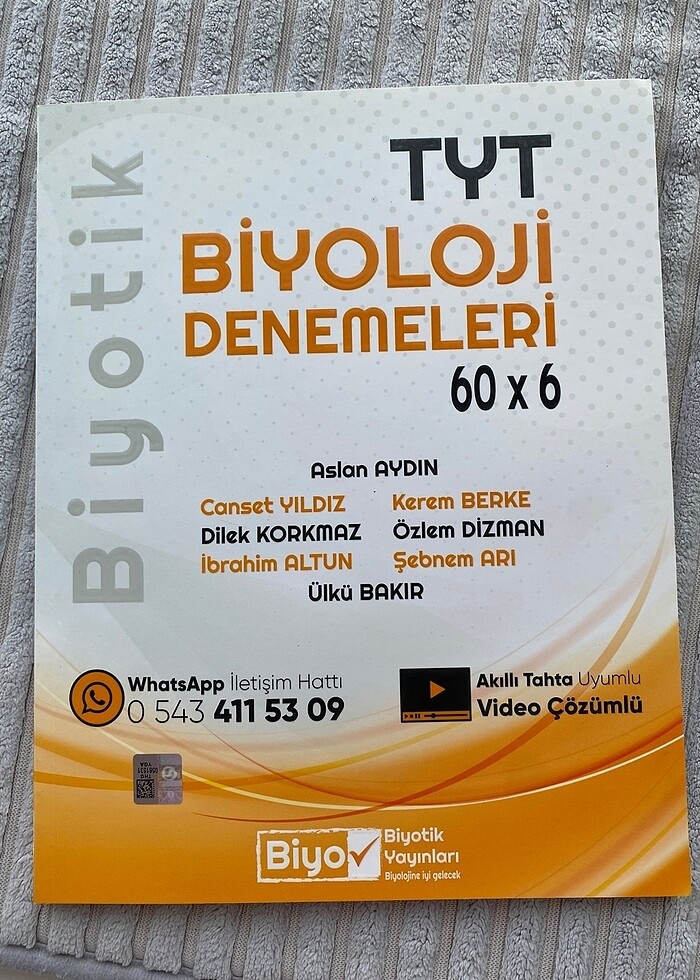 Biyotik
TYT
BİYOLOJİ
DENEMELERİ
60 x 6
Aslan AYDIN
Canset YILDIZ Kerem BERKE
Dilek KORKMAZ Özlem DİZMAN
İbrahim ALTUN Şebnem ARI
Ülkü BAKIR
WhatsApp İletişim Hattı
0 543 411 53 09
Akıllı Tahta Uyumlu
Video Çözümlü
Biyo
Biyotik
Yayınları
Biyolojine iyi gelecek